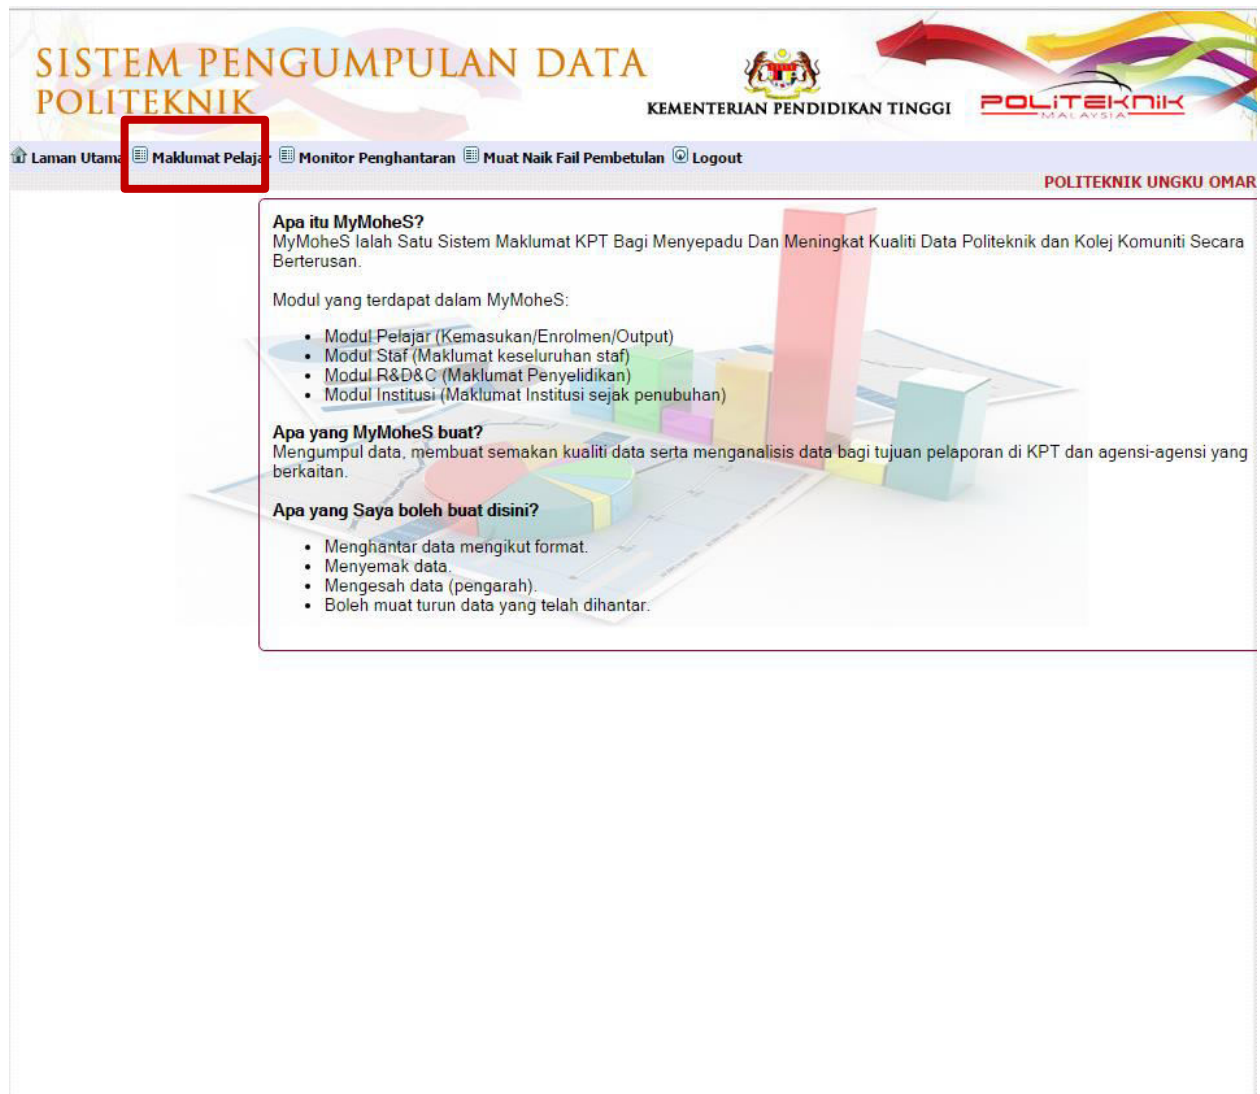 SISTEM PENGUMPULAN DATA
POLITEKNIK
KEMENTERIAN PENDIDIKAN TINGGI
POLITEKNIK
MALAYSIA
Laman Utama Maklumat Pelajar Monitor Penghantaran Muat Naik Fail Pembetulan Logout
POLITEKNIK UNGKU OMAR
Apa itu MyMoheS?
MyMoheS Ialah Satu Sistem Maklumat KPT Bagi Menyepadu Dan Meningkat Kualiti Data Politeknik dan Kolej Komuniti Secara
Berterusan.
Modul yang terdapat dalam MyMoheS:
• Modul Pelajar (Kemasukan/Enrolmen/Output)
• Modul Staf (Maklumat keseluruhan staf)
• Modul R&D&C (Maklumat Penyelidikan)
• Modul Institusi (Maklumat Institusi sejak penubuhan)
Apa yang MyMoheS buat?
Mengumpul data, membuat semakan kualiti data serta menganalisis data bagi tujuan pelaporan di KPT dan agensi-agensi yang
berkaitan.
Apa yang Saya boleh buat disini?
• Menghantar data mengikut format.
• Menyemak data.
• Mengesah data (pengarah).
• Boleh muat turun data yang telah dihantar.